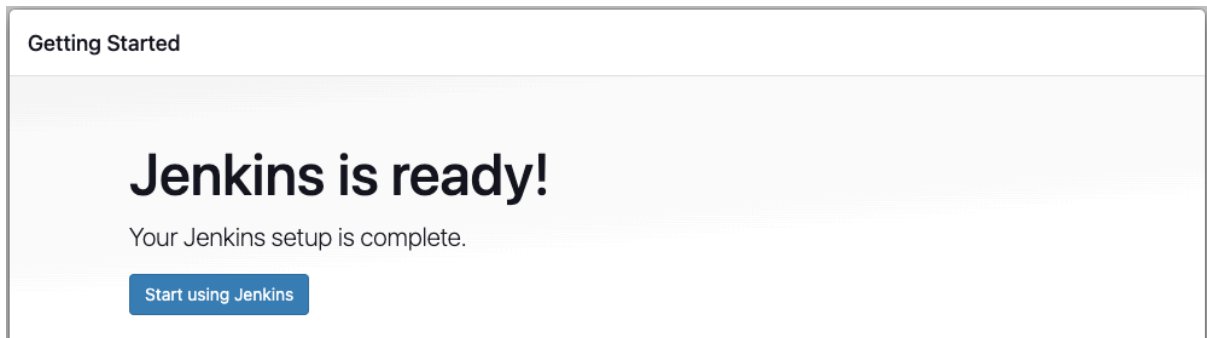 Getting Started
Jenkins is ready!
Your Jenkins setup is complete.
Start using Jenkins